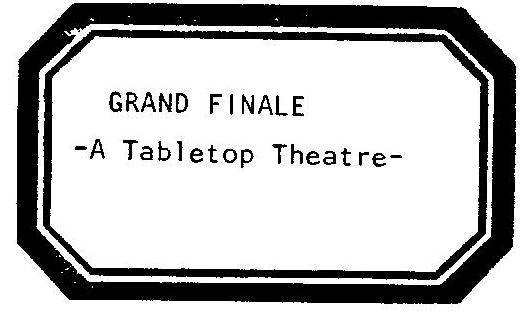 GRAND FINALE
-A Tabletop Theatre-